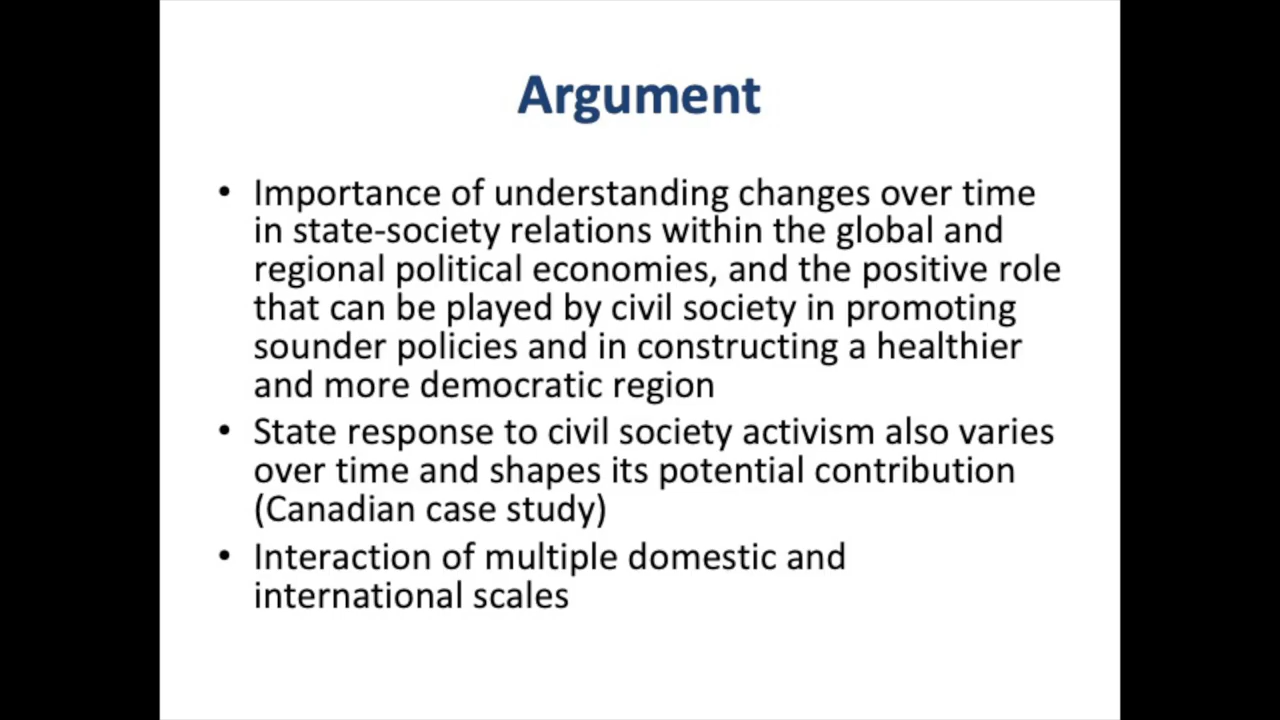 Argument
• Importance of understanding changes over time
in state-society relations within the global and
regional political economies, and the positive role
that can be played by civil society in promoting
sounder policies and in constructing a healthier
and more democratic region
• State response to civil society activism also varies
over time and shapes its potential contribution
(Canadian case study)
• Interaction of multiple domestic and
international scales